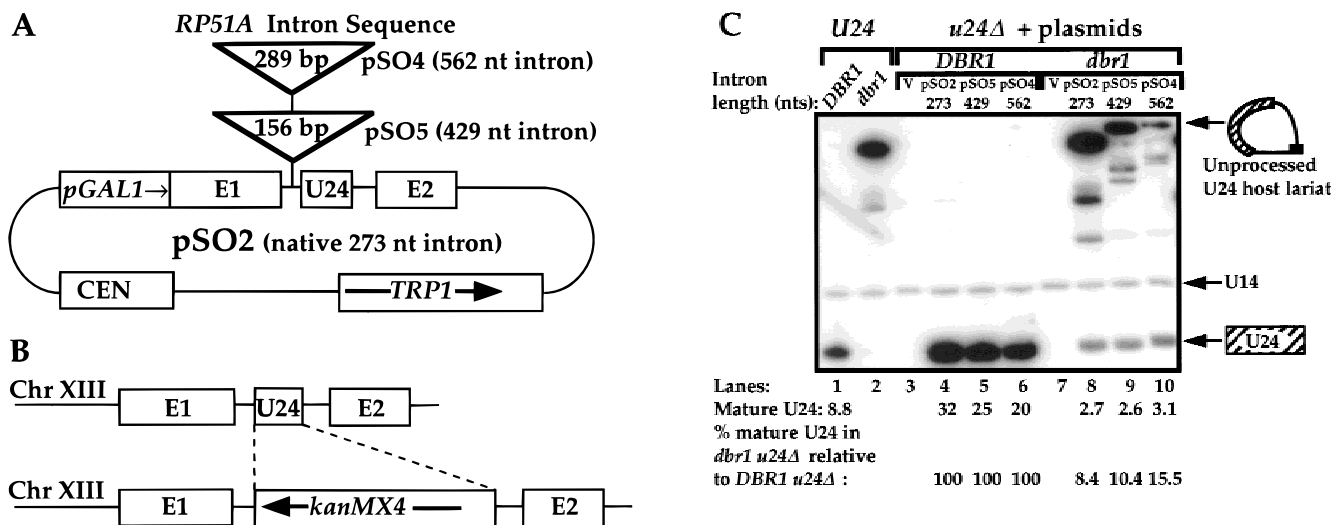 A
RP51A Intron Sequence
289 bp
pSO4 (562 nt intron)
156 bp
pSO5 (429 nt intron)
pGAL1→
E1
U24
E2
pSO2 (native 273 nt intron)
CEN
TRP1
B
Chr XIII
E1
U24
E2
Chr XIII
E1
kanMX4
E2
C
U24
u24Δ + plasmids
DBR1
dbr1
DBR1
dbr1
Intron
length (nts):
V pSO2 pSO5 pSO4
273 429 562
V pSO2 pSO5 pSO4
273 429 562
Unprocessed
U24 host lariat
U14
U24
Lanes: 1 2 3 4 5 6 7 8 9 10
Mature U24: 8.8 32 25 20 2.7 2.6 3.1
% mature U24 in
dbr1 u24Δ relative
to DBR1 u24Δ : 100 100 100 8.4 10.4 15.5